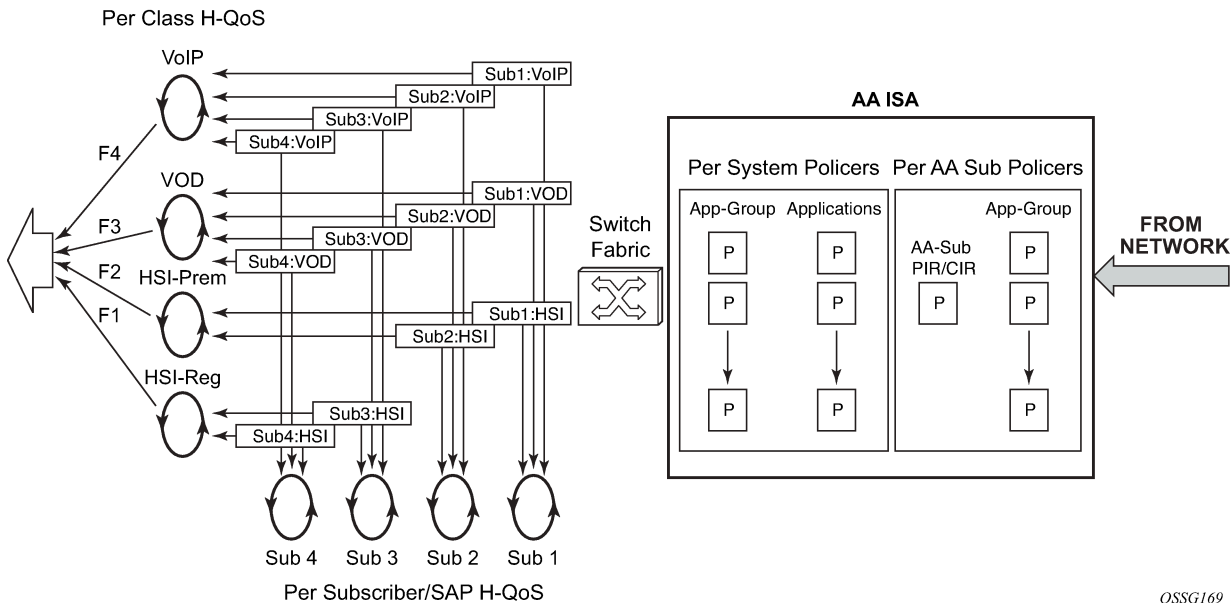 Per Class H-QoS
VoIP
Sub1:VoIP
Sub2:VoIP
Sub3:VoIP
Sub4:VoIP
F4
VOD
Sub1:VOD
Sub2:VOD
Sub3:VOD
Sub4:VOD
F3
F2
HSI-Prem
Sub1:HSI
Sub2:HSI
F1
HSI-Reg
Sub3:HSI
Sub4:HSI
Sub 4
Sub 3
Sub 2
Sub 1
Per Subscriber/SAP H-QoS
Switch
Fabric
AA ISA
Per System Policers
App-Group
Applications
P
P
P
P
P
P
Per AA Sub Policers
AA-Sub
PIR/CIR
P
App-Group
P
P
P
FROM
NETWORK
OSSG169